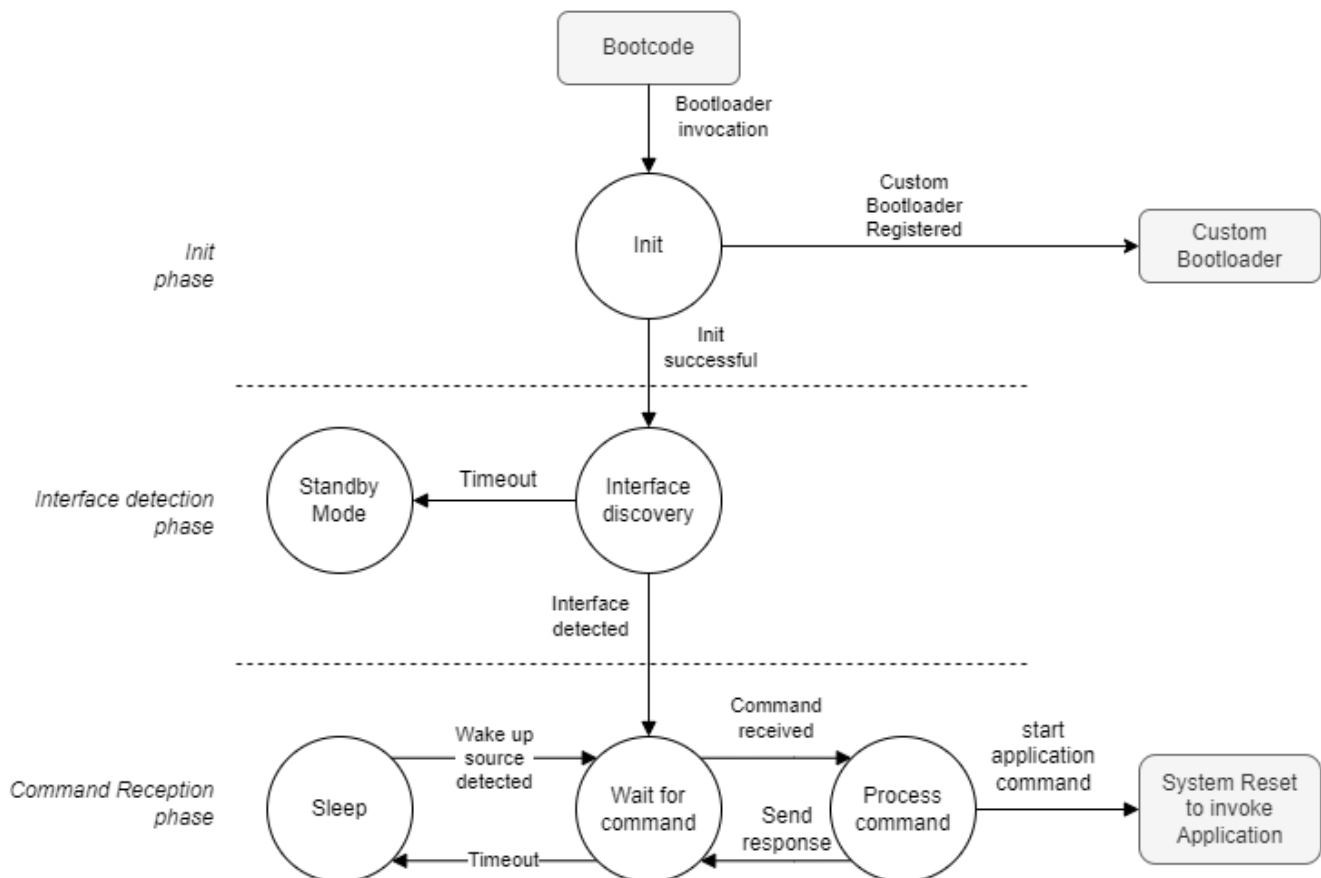 Bootcode
Bootloader
invocation
Custom
Bootloader
Registered
Init
phase
Init
Custom
Bootloader
Init
successful
Interface detection
phase
Standby
Mode
Timeout
Interface
discovery
Interface
detected
Command Reception
phase
Sleep
Wake up
source
detected
Timeout
Wait for
command
Command
received
Send
response
Process
command
start
application
command
System Reset
to invoke
Application